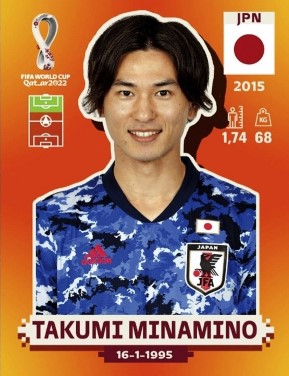 JPN
FIFA WORLD CUP
Qatar2022
2015
KG
1,74 68
JAPAN
JFA
TAKUMI MINAMINO
16-1-1995